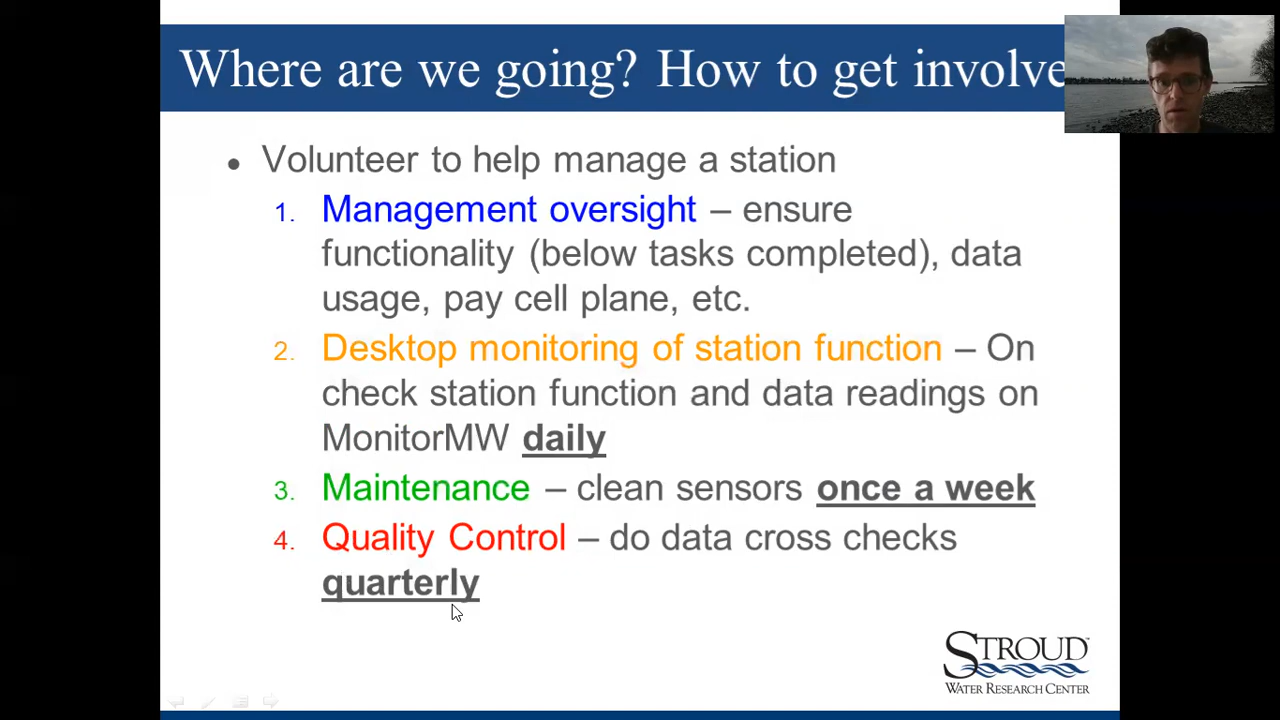 Where are we going? How to get involve
• Volunteer to help manage a station
1. Management oversight – ensure
functionality (below tasks completed), data
usage, pay cell plane, etc.
2. Desktop monitoring of station function – On
check station function and data readings on
MonitorMW daily
3. Maintenance – clean sensors once a week
4. Quality Control – do data cross checks
quarterly
STROUD™
WATER RESEARCH CENTER